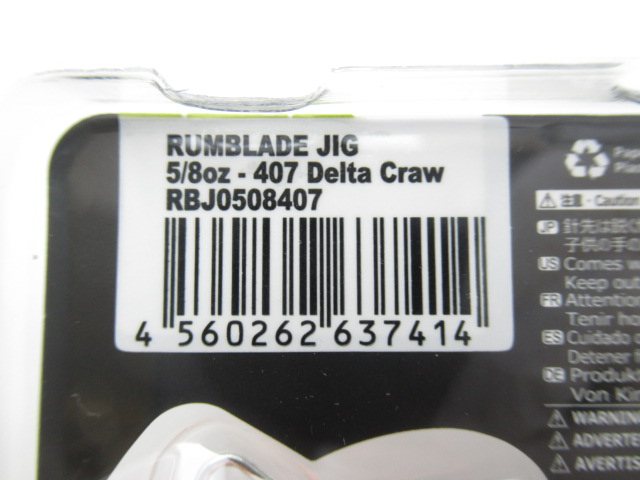 RUMBLADE JIG
5/8oz - 407 Delta Craw
RBJ0508407
4 560262 637414
注意 · Caution
JP 針先は鋭
子供の手の
US Comes w
Keep out
FR Attention
Tenir ho
ES Cuidado
Detener
DE Produkt
Von Kin
WARNING
ADVERTE
AVERTIS